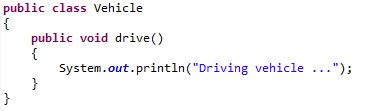 public class Vehicle
{
    public void drive()
    {
        System.out.println("Driving vehicle ...");
    }
}